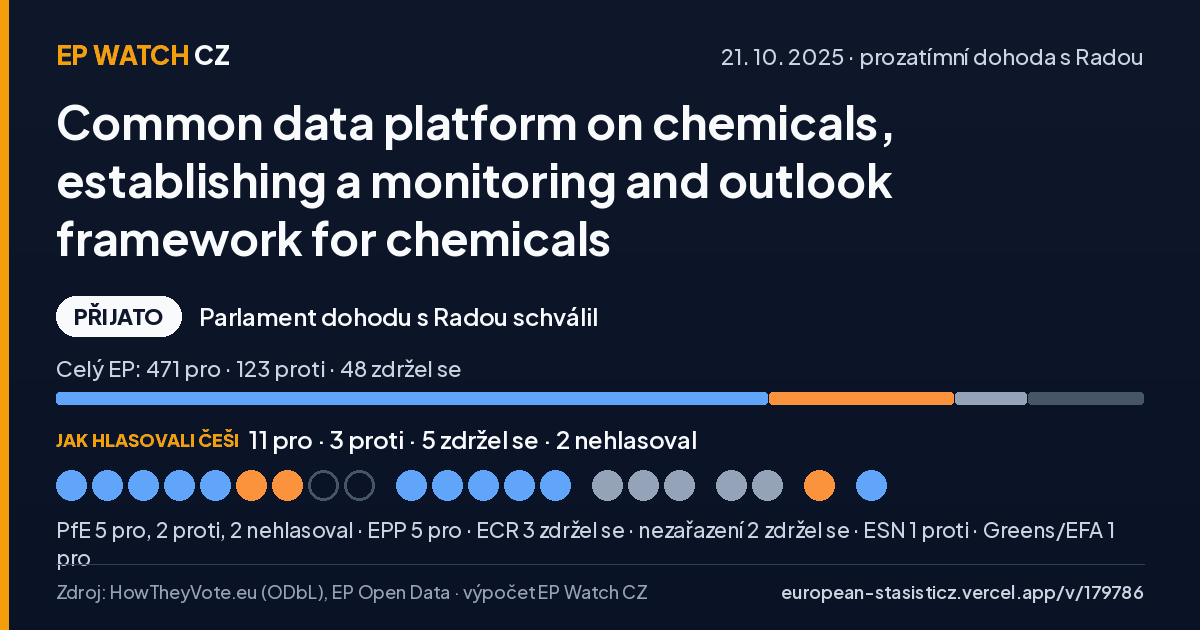 EP WATCH CZ
21. 10. 2025 · prozatímní dohoda s Radou
Common data platform on chemicals,
establishing a monitoring and outlook
framework for chemicals
PŘIJATO
Parlament dohodu s Radou schválil
Celý EP: 471 pro · 123 proti · 48 zdržel se
JAK HLASOVALI ČEŠI 11 pro · 3 proti · 5 zdržel se · 2 nehlasoval
PfE 5 pro, 2 proti, 2 nehlasoval · EPP 5 pro · ECR 3 zdržel se · nezařazení 2 zdržel se · ESN 1 proti · Greens/EFA 1
pro
Zdroj: HowTheyVote.eu (ODbL), EP Open Data · výpočet EP Watch CZ
european-stasisticz.vercel.app/v/179786